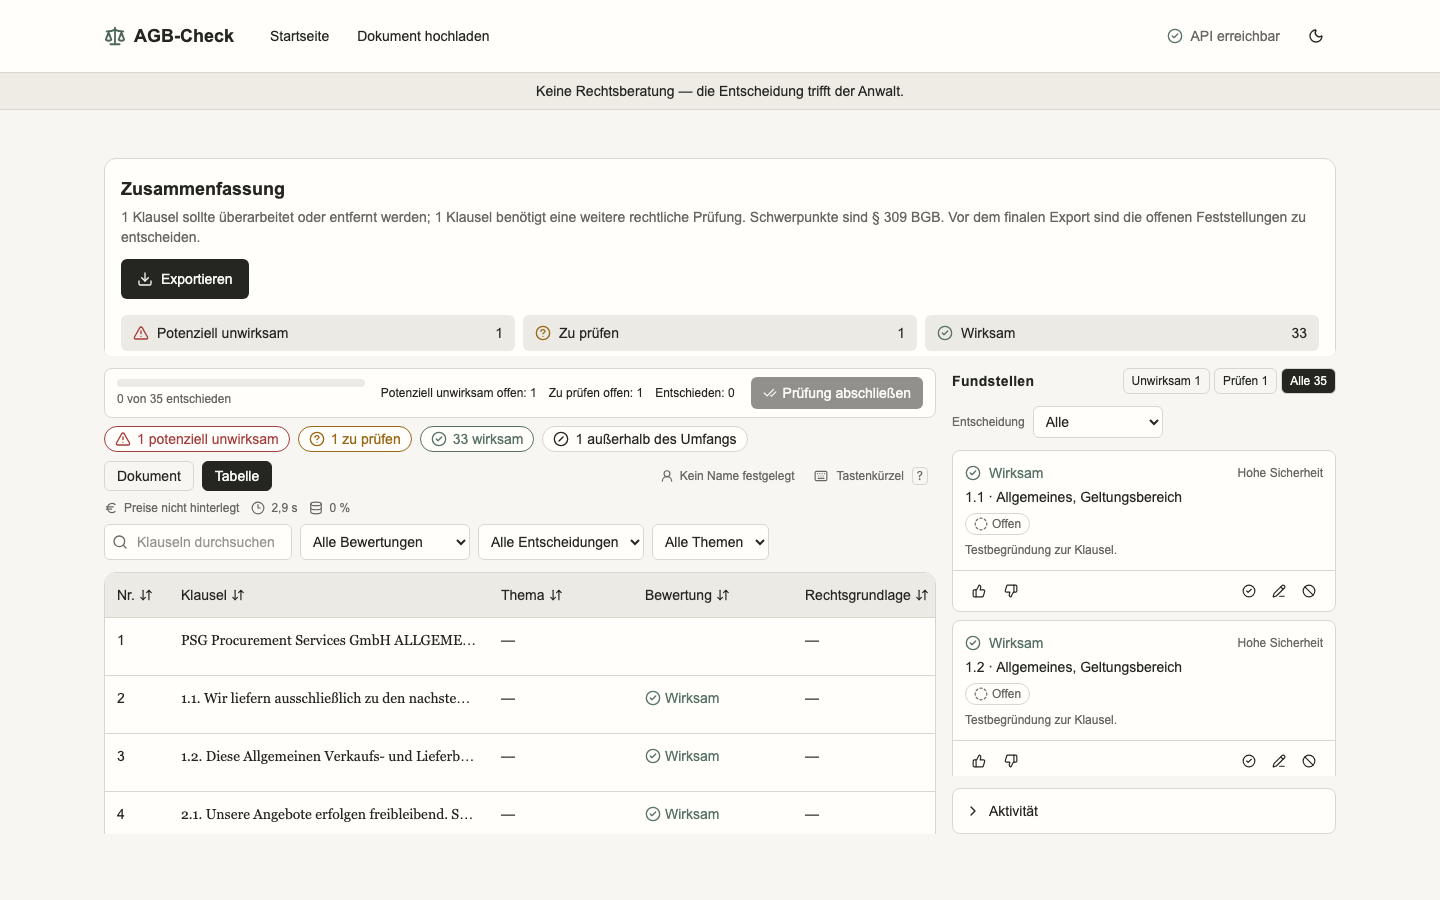 AGB-Check
Startseite
Dokument hochladen
API erreichbar
Keine Rechtsberatung — die Entscheidung trifft der Anwalt.
Zusammenfassung
1 Klausel sollte überarbeitet oder entfernt werden; 1 Klausel benötigt eine weitere rechtliche Prüfung. Schwerpunkte sind § 309 BGB. Vor dem finalen Export sind die offenen Feststellungen zu
entscheiden.
Exportieren
Potenziell unwirksam 1
Zu prüfen 1
Wirksam 33
0 von 35 entschieden
Potenziell unwirksam offen: 1 Zu prüfen offen: 1 Entschieden: 0
Prüfung abschließen
1 potenziell unwirksam
1 zu prüfen
33 wirksam
1 außerhalb des Umfangs
Dokument
Tabelle
Kein Name festgelegt
Tastenkürzel ?
Preise nicht hinterlegt
2,9 s
0 %
Klauseln durchsuchen
Alle Bewertungen
Alle Entscheidungen
Alle Themen
Nr. Klausel Thema Bewertung Rechtsgrundlage
1 PSG Procurement Services GmbH ALLGEME… — —
2 1.1. Wir liefern ausschließlich zu den nachste… — Wirksam —
3 1.2. Diese Allgemeinen Verkaufs- und Lieferb… — Wirksam —
4 2.1. Unsere Angebote erfolgen freibleibend. S… — Wirksam —
Fundstellen
Unwirksam 1
Prüfen 1
Alle 35
Entscheidung
Alle
Wirksam
Hohe Sicherheit
1.1 · Allgemeines, Geltungsbereich
Offen
Testbegründung zur Klausel.
Wirksam
Hohe Sicherheit
1.2 · Allgemeines, Geltungsbereich
Offen
Testbegründung zur Klausel.
Aktivität